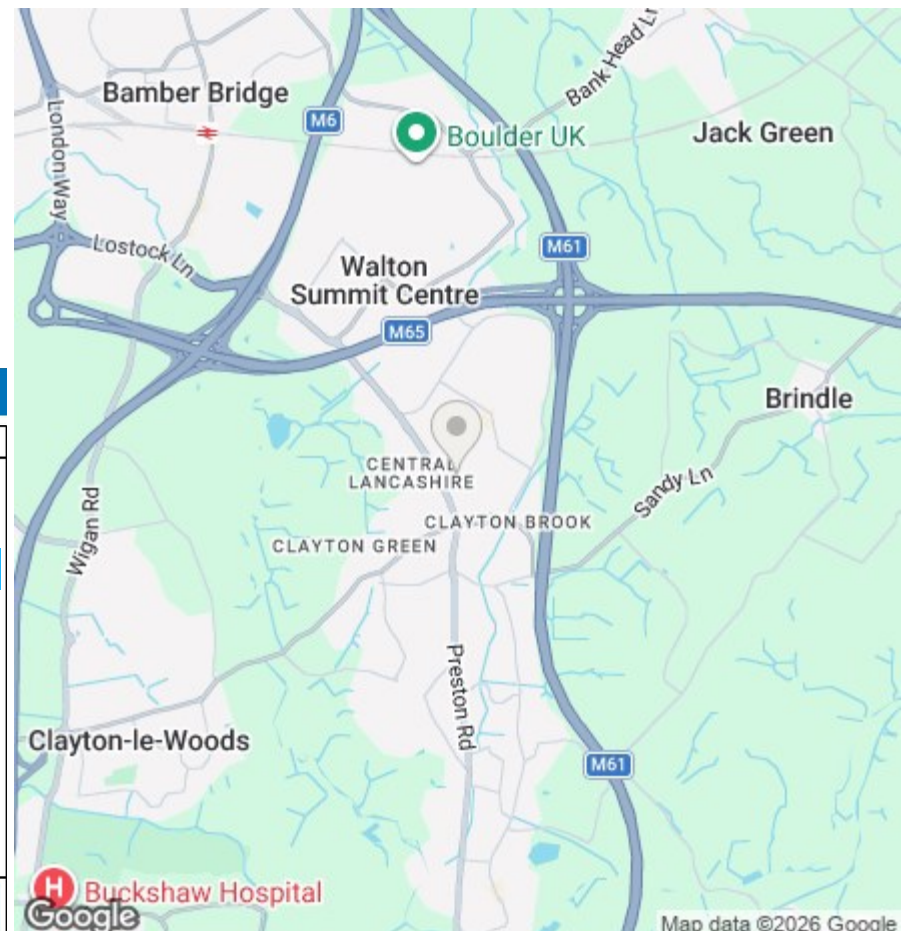 Bamber Bridge
M6
Bank Head Ln
Boulder UK
Jack Green
London Way
Lostock Ln
M61
Walton
Summit Centre
M65
Brindle
CENTRAL
LANCASHIRE
Sandy Ln
Wigan Rd
CLAYTON BROOK
CLAYTON GREEN
Preston Rd
Clayton-le-Woods
M61
H
Buckshaw Hospital
Google
Map data ©2026 Google